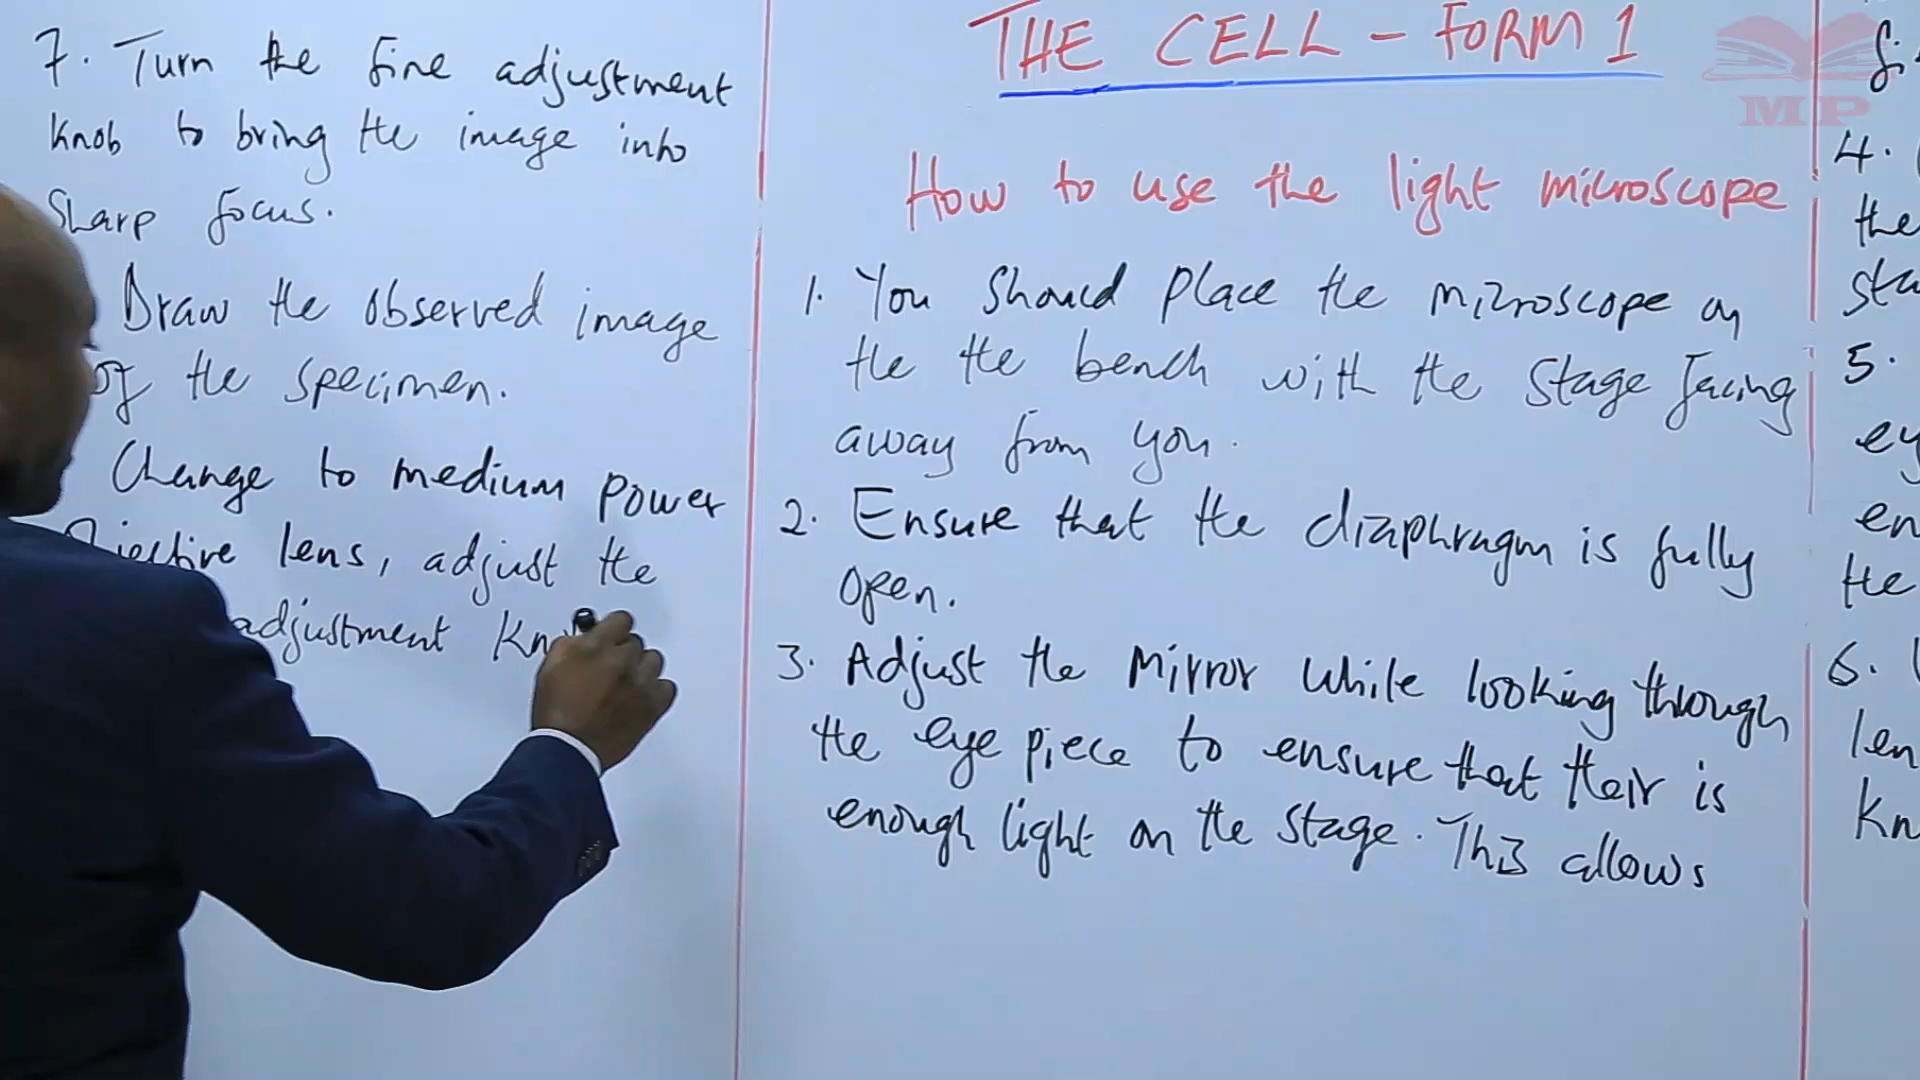 THE CELL - FORM 1
MP
How to use the light microscope
1. You should place the microscope on
the the bench with the stage facing
away from you.
2. Ensure that the diaphragm is fully
open.
3. Adjust the Mirror while looking through
the eye piece to ensure that their is
enough light on the stage. This allows
7. Turn the fine adjustment
knob to bring the image into
Sharp focus.
Draw the observed image
of the specimen.
Change to medium power
lens, adjust the
adjustment
4.
the
5.
the
6.